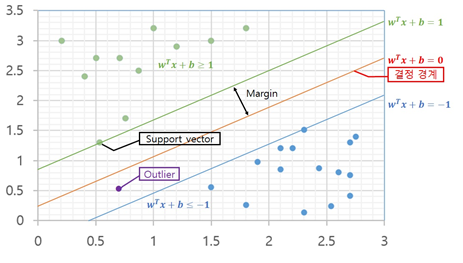 3.5
3
2.5
2
1.5
1
0.5
0
0 0.5 1 1.5 2 2.5 3
wᵀx + b = 1
wᵀx + b ≥ 1
wᵀx + b = 0
결정 경계
Margin
wᵀx + b = −1
Support vector
Outlier
wᵀx + b ≤ −1